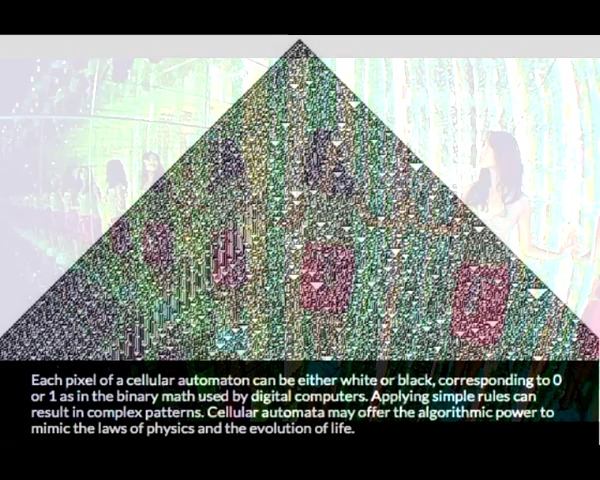 Each pixel of a cellular automaton can be either white or black, corresponding to 0
or 1 as in the binary math used by digital computers. Applying simple rules can
result in complex patterns. Cellular automata may offer the algorithmic power to
mimic the laws of physics and the evolution of life.